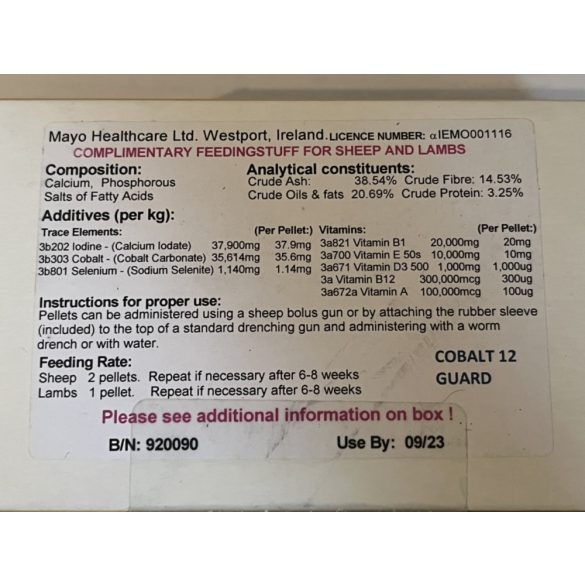 Mayo Healthcare Ltd. Westport, Ireland. LICENCE NUMBER: αIEMO001116
COMPLIMENTARY FEEDINGSTUFF FOR SHEEP AND LAMBS
Composition:
Calcium, Phosphorous
Salts of Fatty Acids
Analytical constituents:
Crude Ash: 38.54% Crude Fibre: 14.53%
Crude Oils & fats 20.69% Crude Protein: 3.25%
Additives (per kg):
Trace Elements: (Per Pellet:)
3b202 Iodine - (Calcium Iodate) 37,900mg 37.9mg
3b303 Cobalt - (Cobalt Carbonate) 35,614mg 35.6mg
3b801 Selenium - (Sodium Selenite) 1,140mg 1.14mg
Vitamins: (Per Pellet:)
3a821 Vitamin B1 20,000mg 20mg
3a700 Vitamin E 50s 10,000mg 10mg
3a671 Vitamin D3 500 1,000mg 1,000ug
3a Vitamin B12 300,000mcg 300ug
3a672a Vitamin A 100,000mcg 100ug
Instructions for proper use:
Pellets can be administered using a sheep bolus gun or by attaching the rubber sleeve
(included) to the top of a standard drenching gun and administering with a worm
drench or with water.
Feeding Rate:
Sheep 2 pellets. Repeat if necessary after 6-8 weeks
Lambs 1 pellet. Repeat if necessary after 6-8 weeks
COBALT 12
GUARD
Please see additional information on box !
B/N: 920090 Use By: 09/23